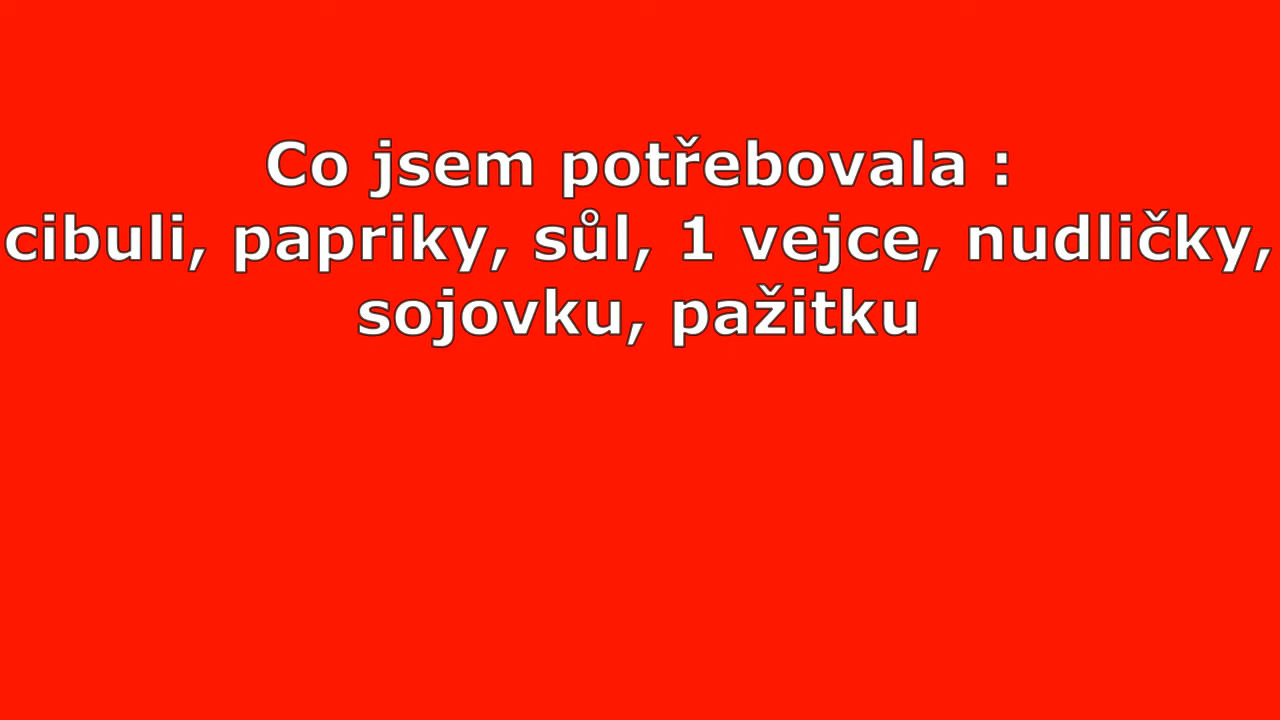 Co jsem potřebovala :
cibuli, papriky, sůl, 1 vejce, nudličky,
sojovku, pažitku